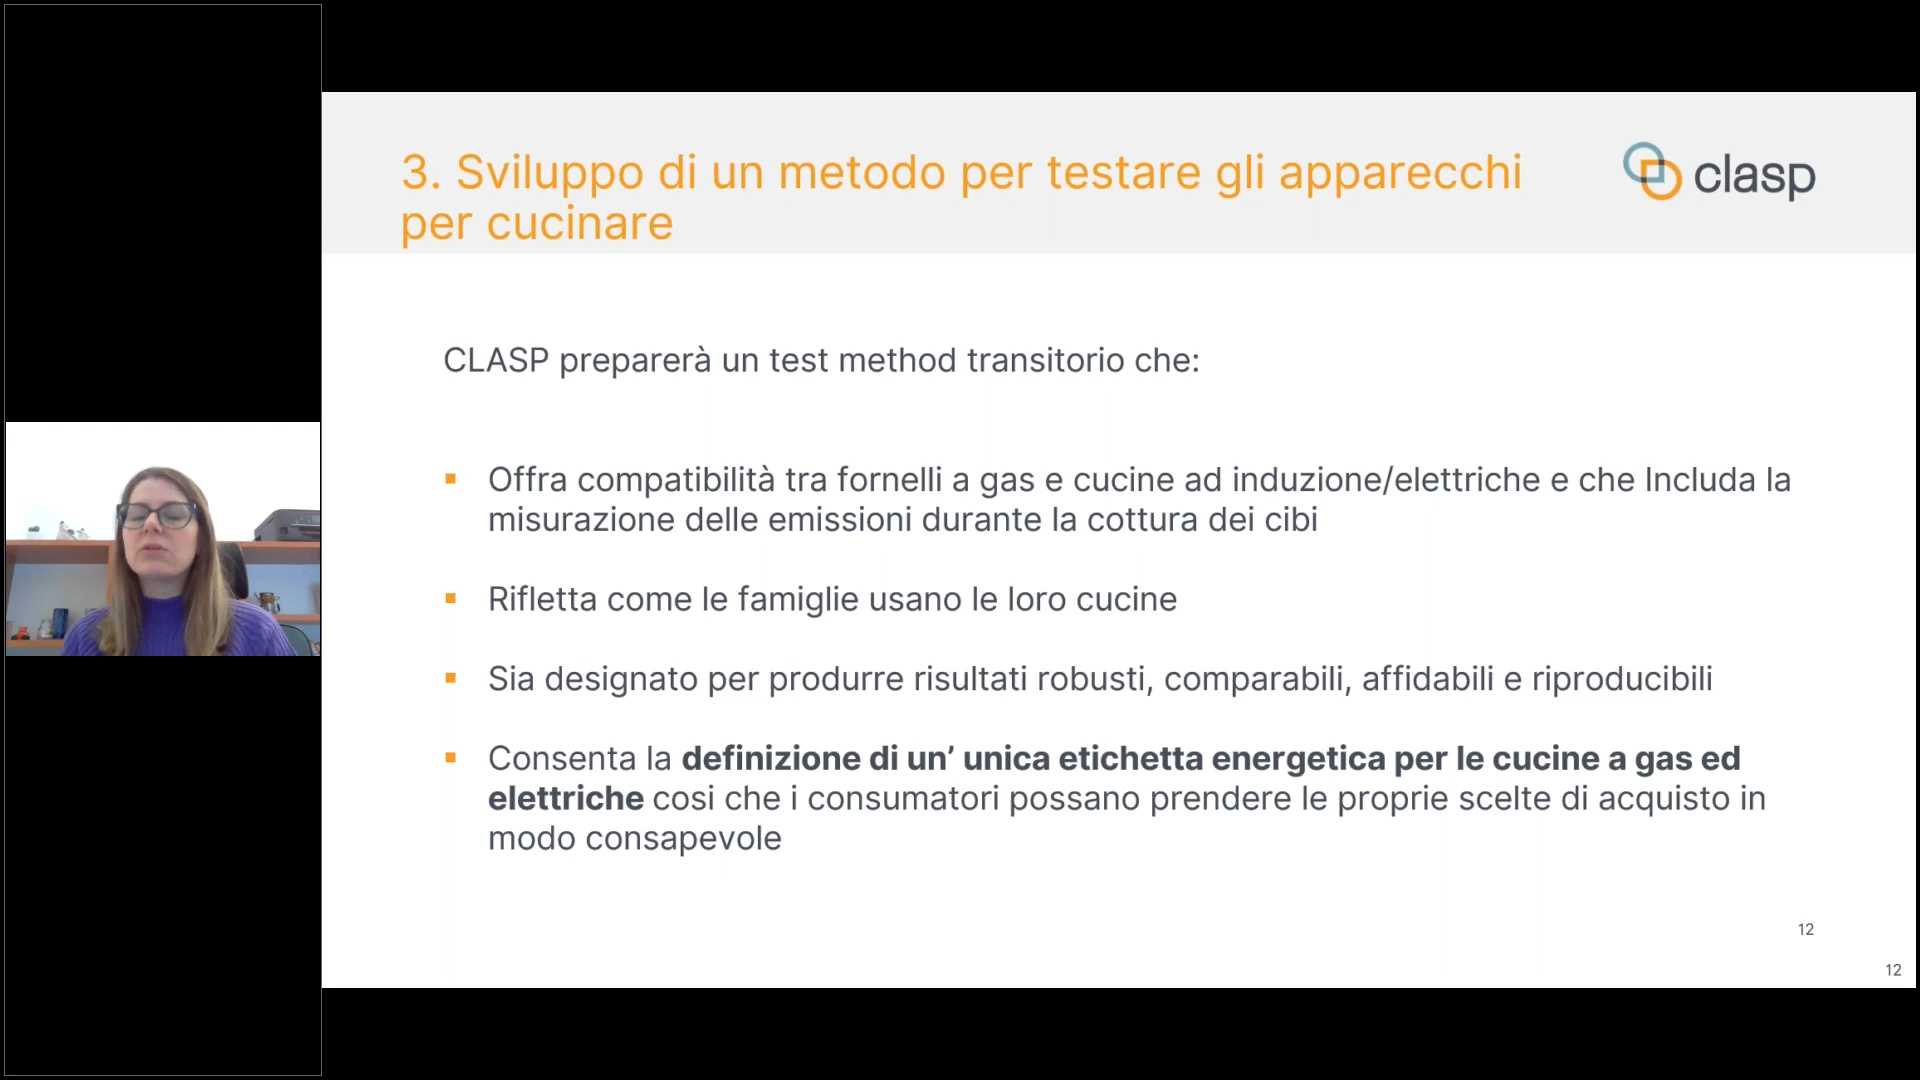 3. Sviluppo di un metodo per testare gli apparecchi
per cucinare
clasp
CLASP preparerà un test method transitorio che:
▪ Offra compatibilità tra fornelli a gas e cucine ad induzione/elettriche e che Includa la
misurazione delle emissioni durante la cottura dei cibi
▪ Rifletta come le famiglie usano le loro cucine
▪ Sia designato per produrre risultati robusti, comparabili, affidabili e riproducibili
▪ Consenta la definizione di un’ unica etichetta energetica per le cucine a gas ed
elettriche cosi che i consumatori possano prendere le proprie scelte di acquisto in
modo consapevole
12
12